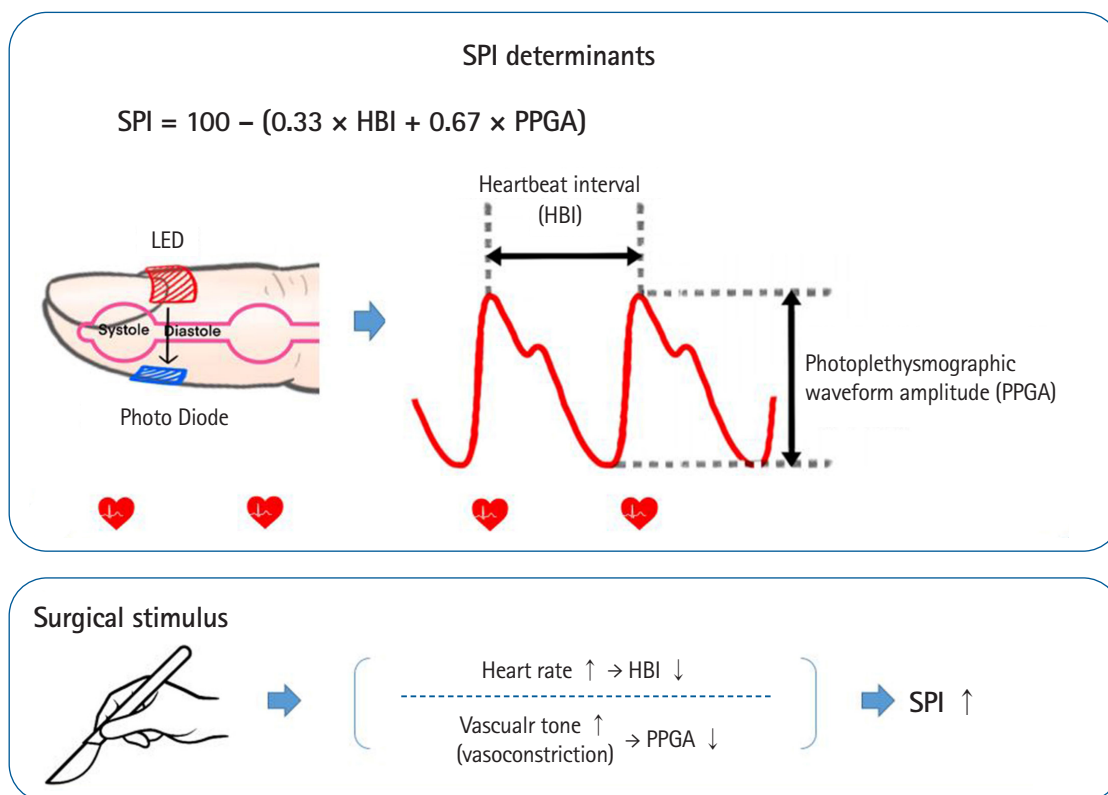 SPI determinants
SPI = 100 – (0.33 × HBI + 0.67 × PPGA)
Heartbeat interval
(HBI)
LED
Systole
Diastole
Photo Diode
Photoplethysmographic
waveform amplitude (PPGA)
Surgical stimulus
Heart rate ↑ → HBI ↓
Vascualr tone ↑
(vasoconstriction) → PPGA ↓
SPI ↑